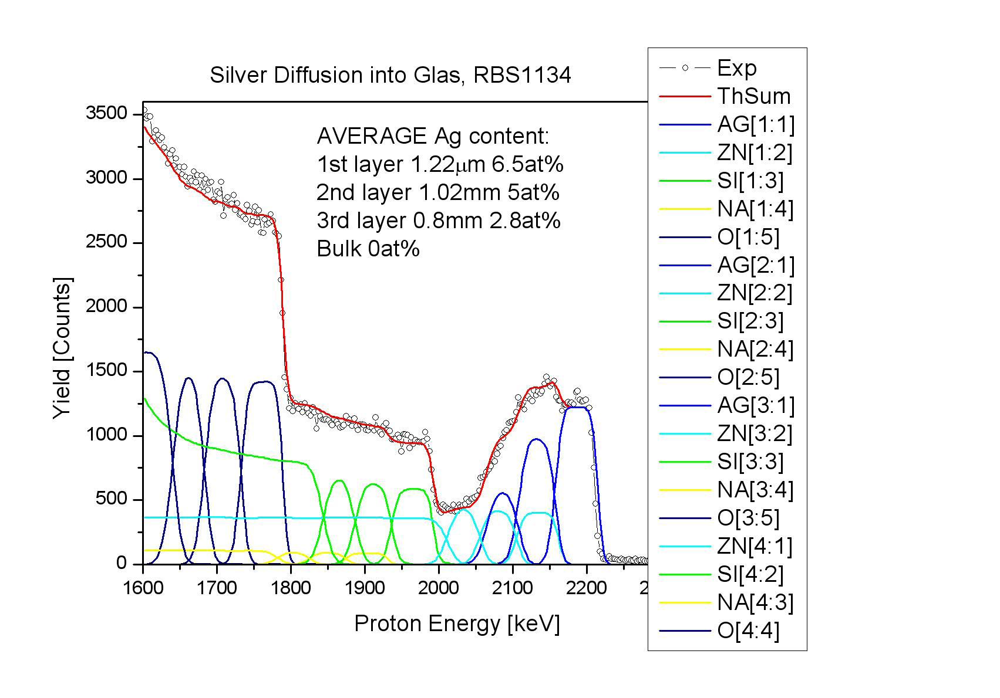 Silver Diffusion into Glas, RBS1134
AVERAGE Ag content:
1st layer 1.22μm 6.5at%
2nd layer 1.02mm 5at%
3rd layer 0.8mm 2.8at%
Bulk 0at%
Yield [Counts]
3500
3000
2500
2000
1500
1000
500
0
1600 1700 1800 1900 2000 2100 2200 2
Proton Energy [keV]
Exp
ThSum
AG[1:1]
ZN[1:2]
SI[1:3]
NA[1:4]
O[1:5]
AG[2:1]
ZN[2:2]
SI[2:3]
NA[2:4]
O[2:5]
AG[3:1]
ZN[3:2]
SI[3:3]
NA[3:4]
O[3:5]
ZN[4:1]
SI[4:2]
NA[4:3]
O[4:4]